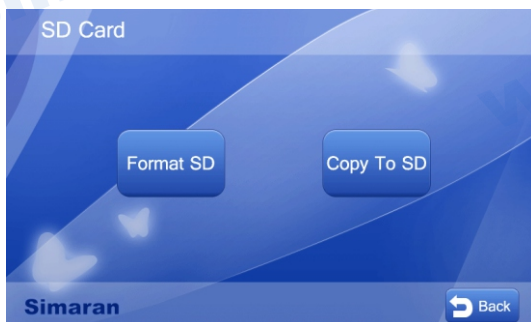 SD Card
Format SD
Copy To SD
Simaran
Back